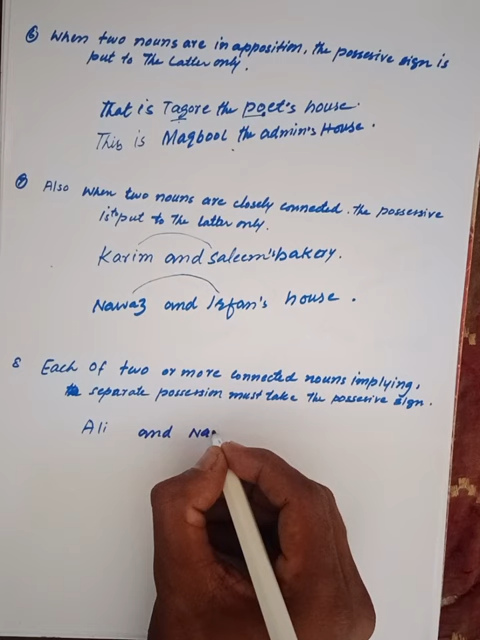 6 When two nouns are in apposition, the possesive sign is
put to The Latter only.
That is Tagore the poet's house.
This is Maqbool the admin's House.
7 Also When two nouns are closely connected. the possessive
is put to The latter only.
Karim and Saleem's bakery.
Nawaz and Irfan's house.
8 Each of two or more connected nouns implying,
separate possession must take The possesive sign.
Ali and Na